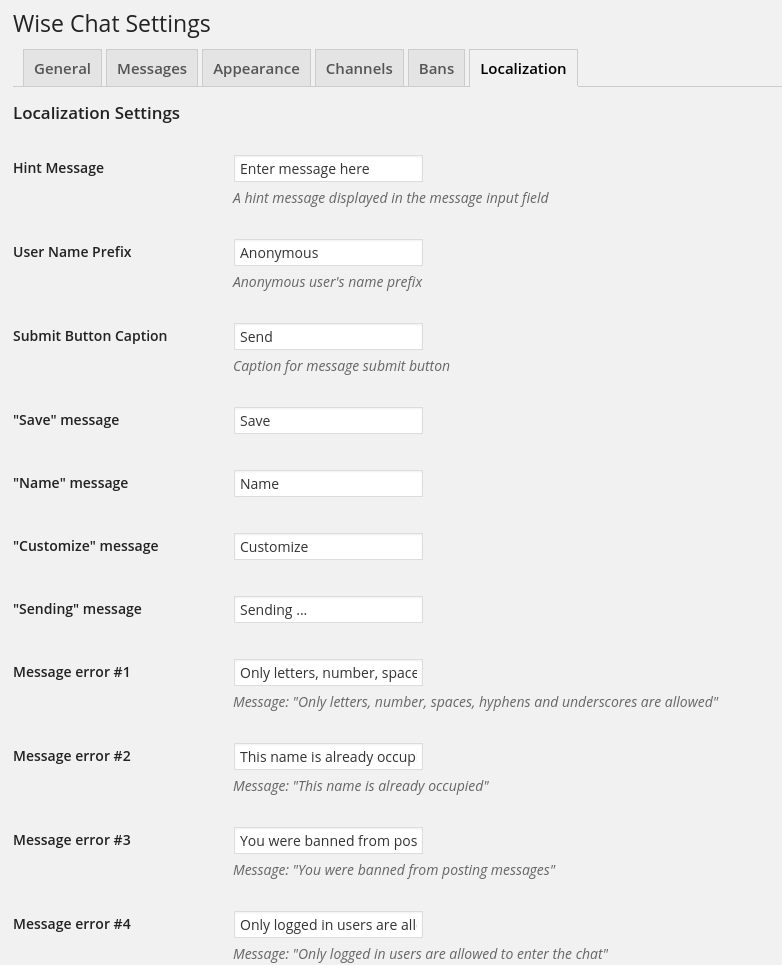 Wise Chat Settings
General Messages Appearance Channels Bans Localization
Localization Settings
Hint Message Enter message here
A hint message displayed in the message input field
User Name Prefix Anonymous
Anonymous user's name prefix
Submit Button Caption Send
Caption for message submit button
"Save" message Save
"Name" message Name
"Customize" message Customize
"Sending" message Sending ...
Message error #1 Only letters, number, space
Message: "Only letters, number, spaces, hyphens and underscores are allowed"
Message error #2 This name is already occup
Message: "This name is already occupied"
Message error #3 You were banned from pos
Message: "You were banned from posting messages"
Message error #4 Only logged in users are all
Message: "Only logged in users are allowed to enter the chat"